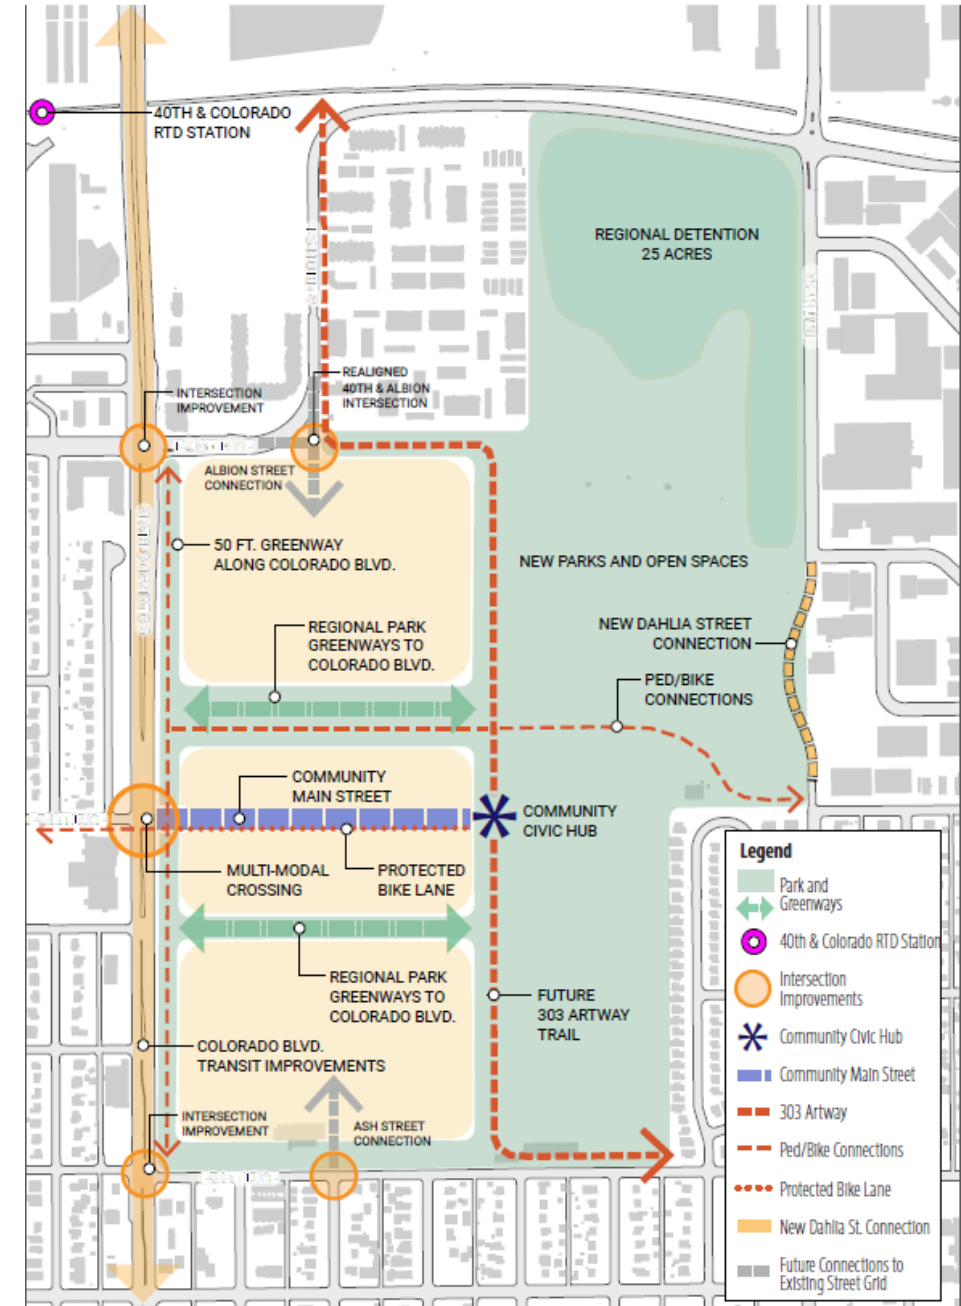 40TH & COLORADO
RTD STATION
REGIONAL DETENTION
25 ACRES
REALIGNED
40TH & ALBION
INTERSECTION
INTERSECTION
IMPROVEMENT
ALBION STREET
CONNECTION
50 FT. GREENWAY
ALONG COLORADO BLVD.
NEW PARKS AND OPEN SPACES
REGIONAL PARK
GREENWAYS TO
COLORADO BLVD.
NEW DAHLIA STREET
CONNECTION
PED/BIKE
CONNECTIONS
COMMUNITY
MAIN STREET
COMMUNITY
CIVIC HUB
MULTI-MODAL
CROSSING
PROTECTED
BIKE LANE
REGIONAL PARK
GREENWAYS TO
COLORADO BLVD.
FUTURE
303 ARTWAY
TRAIL
COLORADO BLVD.
TRANSIT IMPROVEMENTS
INTERSECTION
IMPROVEMENT
ASH STREET
CONNECTION
Legend
Park and
Greenways
40th & Colorado RTD Station
Intersection
Improvements
Community Civic Hub
Community Main Street
303 Artway
Ped/Bike Connections
Protected Bike Lane
New Dahlia St. Connection
Future Connections to
Existing Street Grid